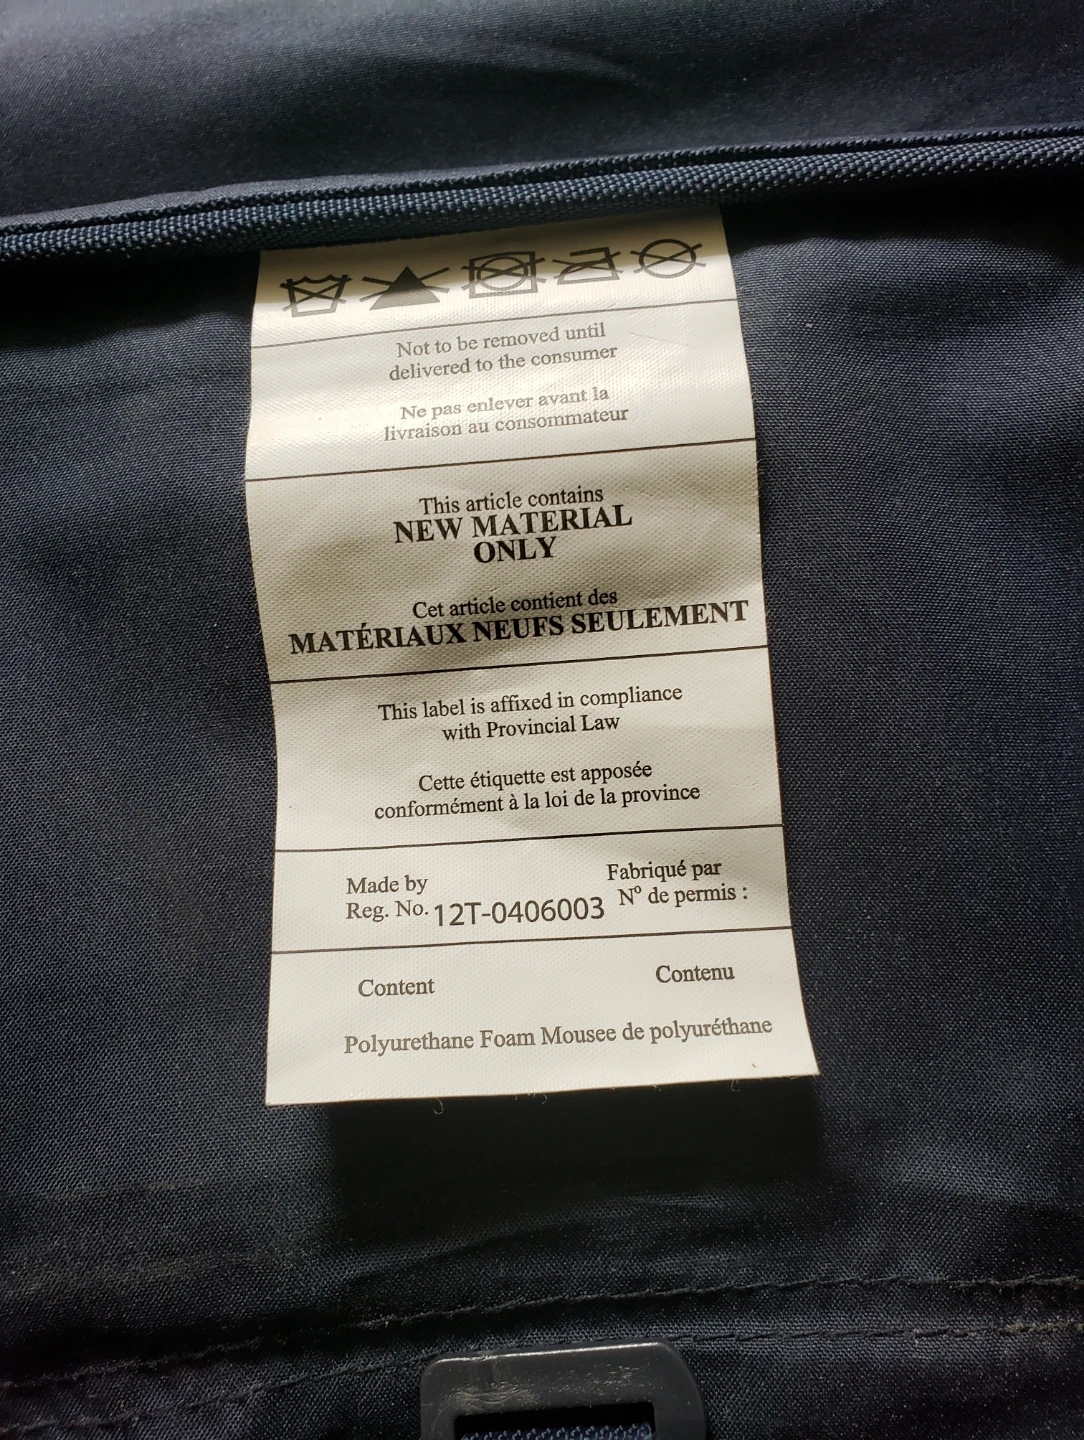 Not to be removed until
delivered to the consumer
Ne pas enlever avant la
livraison au consommateur
This article contains
NEW MATERIAL
ONLY
Cet article contient des
MATÉRIAUX NEUFS SEULEMENT
This label is affixed in compliance
with Provincial Law
Cette étiquette est apposée
conformément à la loi de la province
Made by Fabriqué par
Reg. No. 12T-0406003 Nº de permis :
Content Contenu
Polyurethane Foam Mousee de polyuréthane